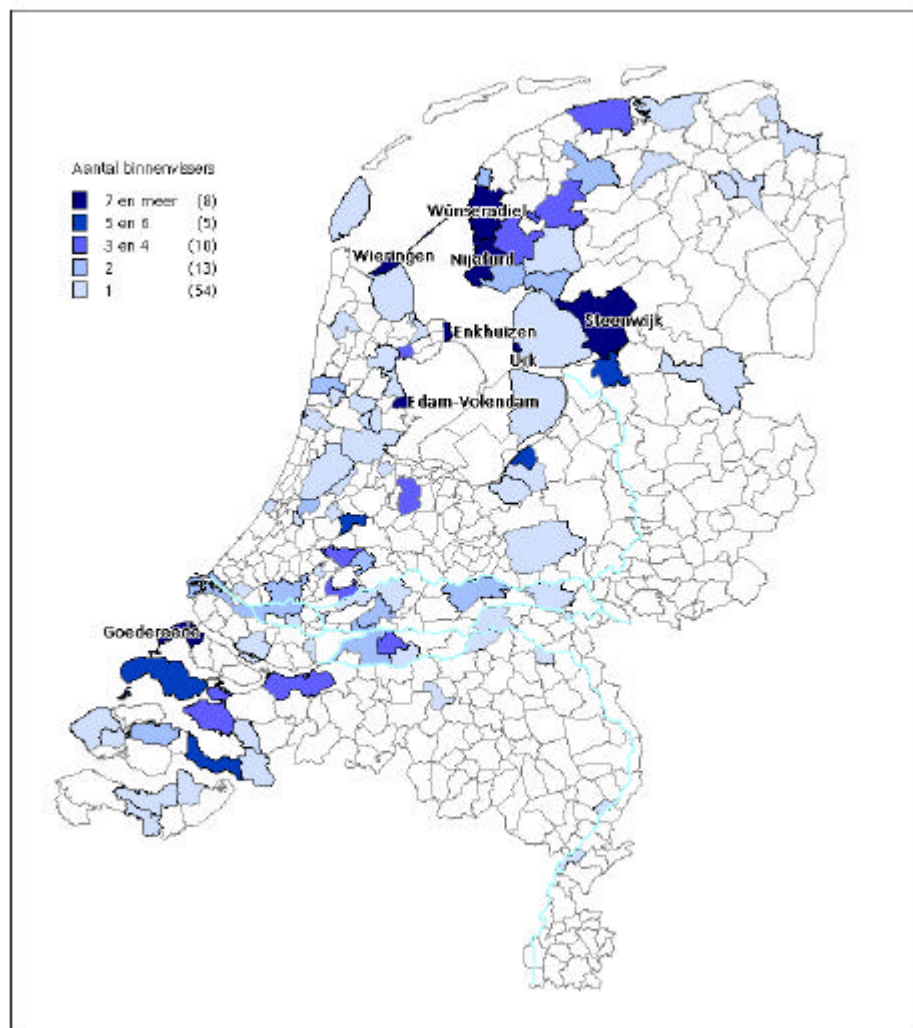 Aantal binnenvissers
7 en meer (8)
5 en 6 (5)
3 en 4 (10)
2 (13)
1 (54)
Wûnseradiel
Wieringen
Nijefurd
Enkhuizen
Steenwijk
Urk
Edam-Volendam
Goedereede